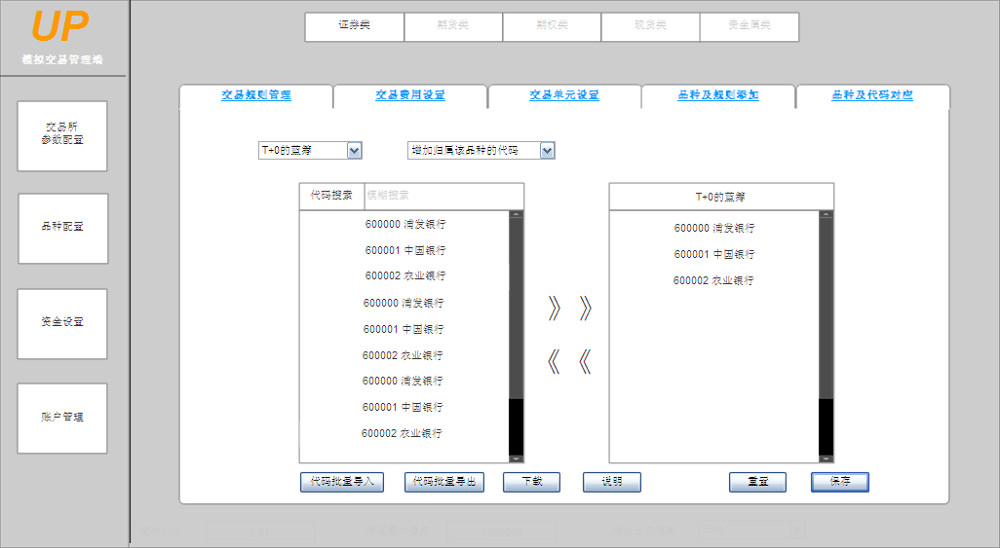 UP
模拟交易管理端
证券类 期货类 期权类 现货类 贵金属类
交易规则管理 交易费用设置 交易单元设置 品种及规则添加 品种及代码对应
交易所
参数配置
品种配置
资金设置
账户管理
T+0的蓝筹 增加归属该品种的代码
代码搜索 模糊搜索
600000 浦发银行
600001 中国银行
600002 农业银行
600000 浦发银行
600001 中国银行
600002 农业银行
600000 浦发银行
600001 中国银行
600002 农业银行
》 》
《 《
T+0的蓝筹
600000 浦发银行
600001 中国银行
600002 农业银行
代码批量导入 代码批量导出 下载 说明 重置 保存